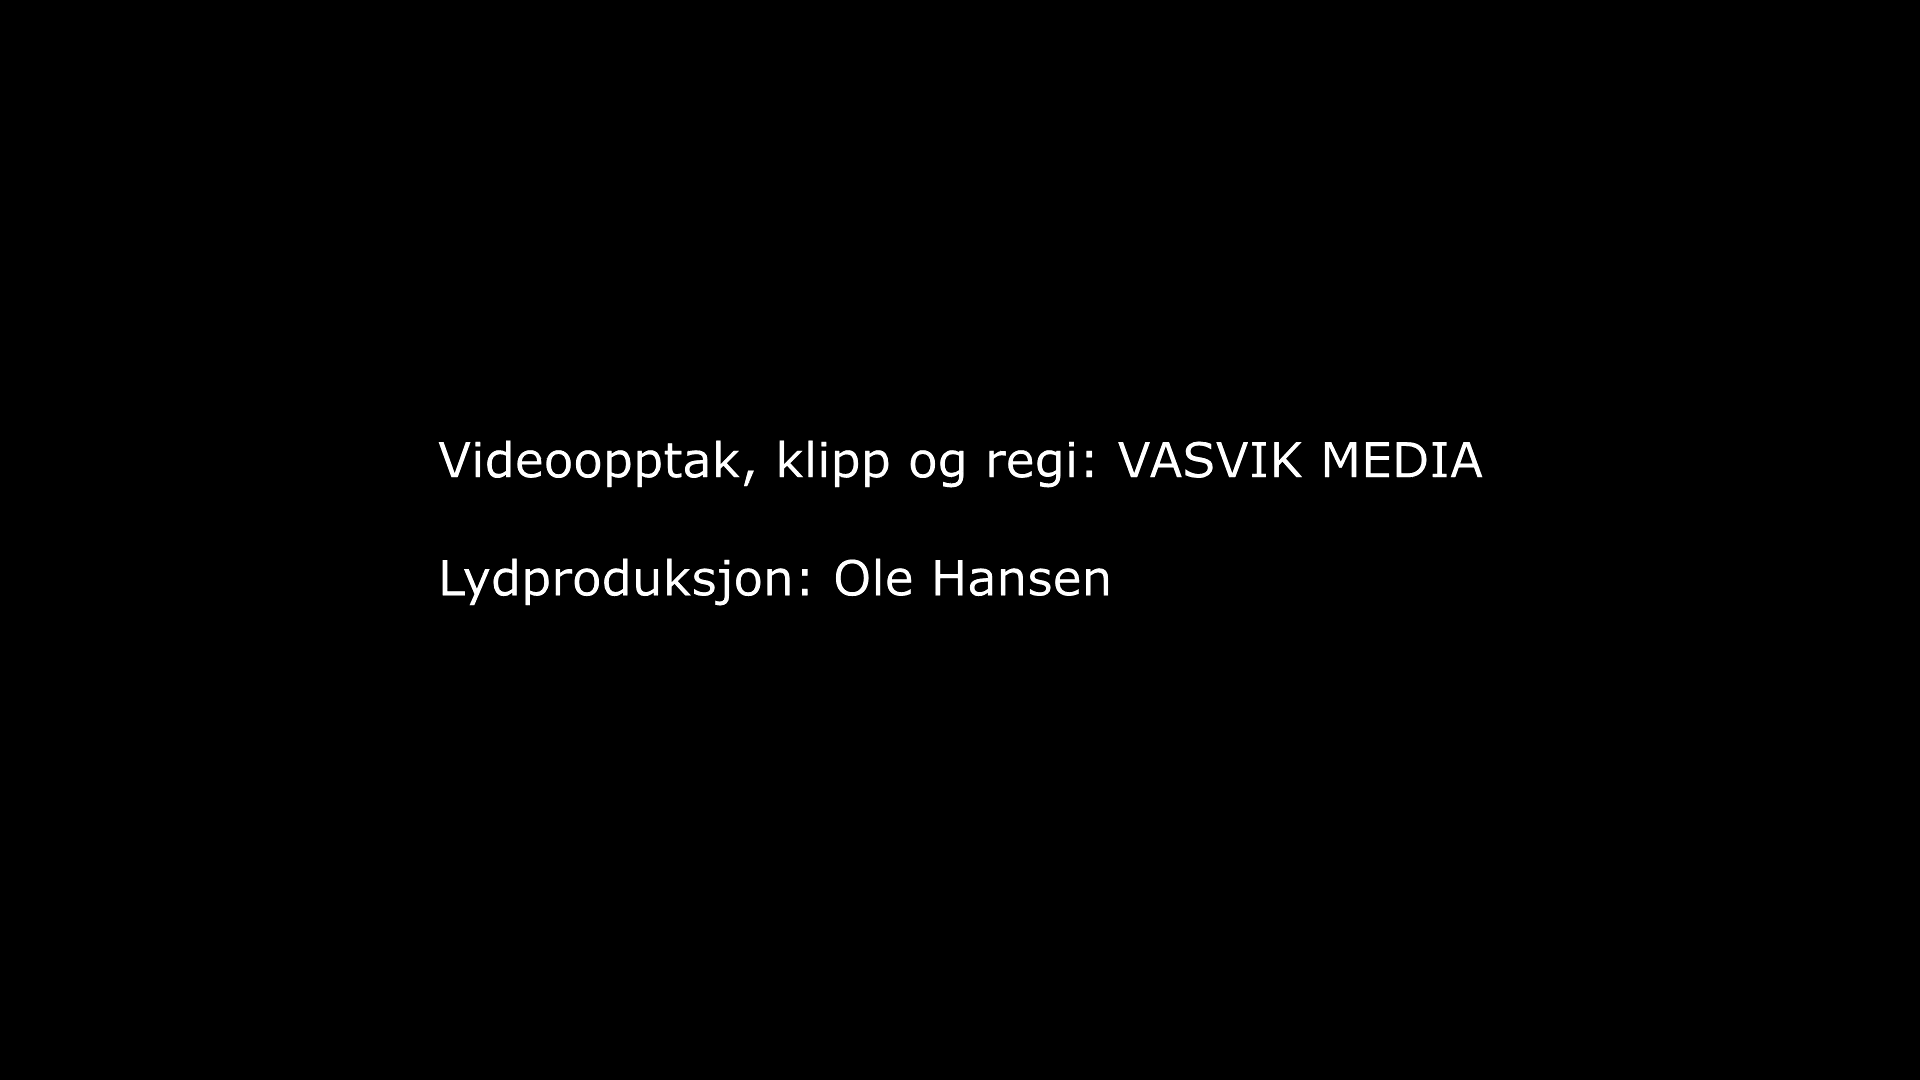 Videoopptak, klipp og regi: VASVIK MEDIA
Lydproduksjon: Ole Hansen